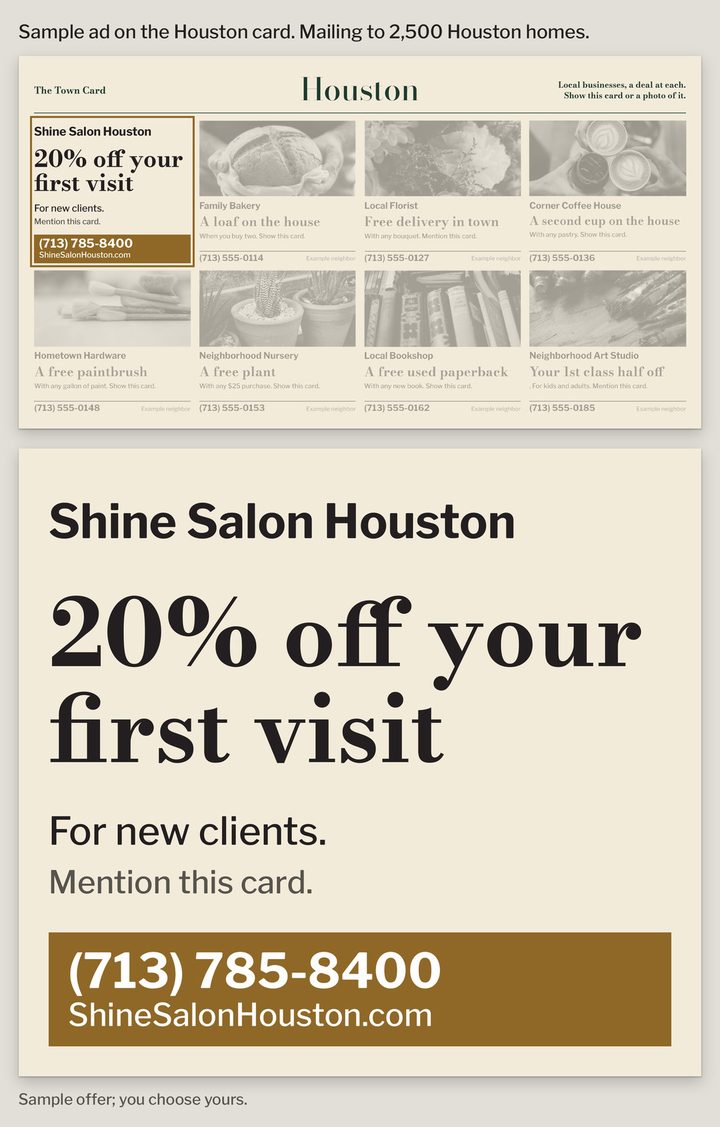 Sample ad on the Houston card. Mailing to 2,500 Houston homes.
The Town Card
Houston
Local businesses, a deal at each.
Show this card or a photo of it.
Shine Salon Houston
20% off your
first visit
For new clients.
Mention this card.
(713) 785-8400
ShineSalonHouston.com
Family Bakery
A loaf on the house
When you buy two. Show this card.
(713) 555-0114
Example neighbor
Local Florist
Free delivery in town
With any bouquet. Mention this card.
(713) 555-0127
Example neighbor
Corner Coffee House
A second cup on the house
With any pastry. Show this card.
(713) 555-0136
Example neighbor
Hometown Hardware
A free paintbrush
With any gallon of paint. Show this card.
(713) 555-0148
Example neighbor
Neighborhood Nursery
A free plant
With any $25 purchase. Show this card.
(713) 555-0153
Example neighbor
Local Bookshop
A free used paperback
With any new book. Show this card.
(713) 555-0162
Example neighbor
Neighborhood Art Studio
Your 1st class half off
For kids and adults. Mention this card.
(713) 555-0185
Example neighbor
Shine Salon Houston
20% off your
first visit
For new clients.
Mention this card.
(713) 785-8400
ShineSalonHouston.com
Sample offer; you choose yours.